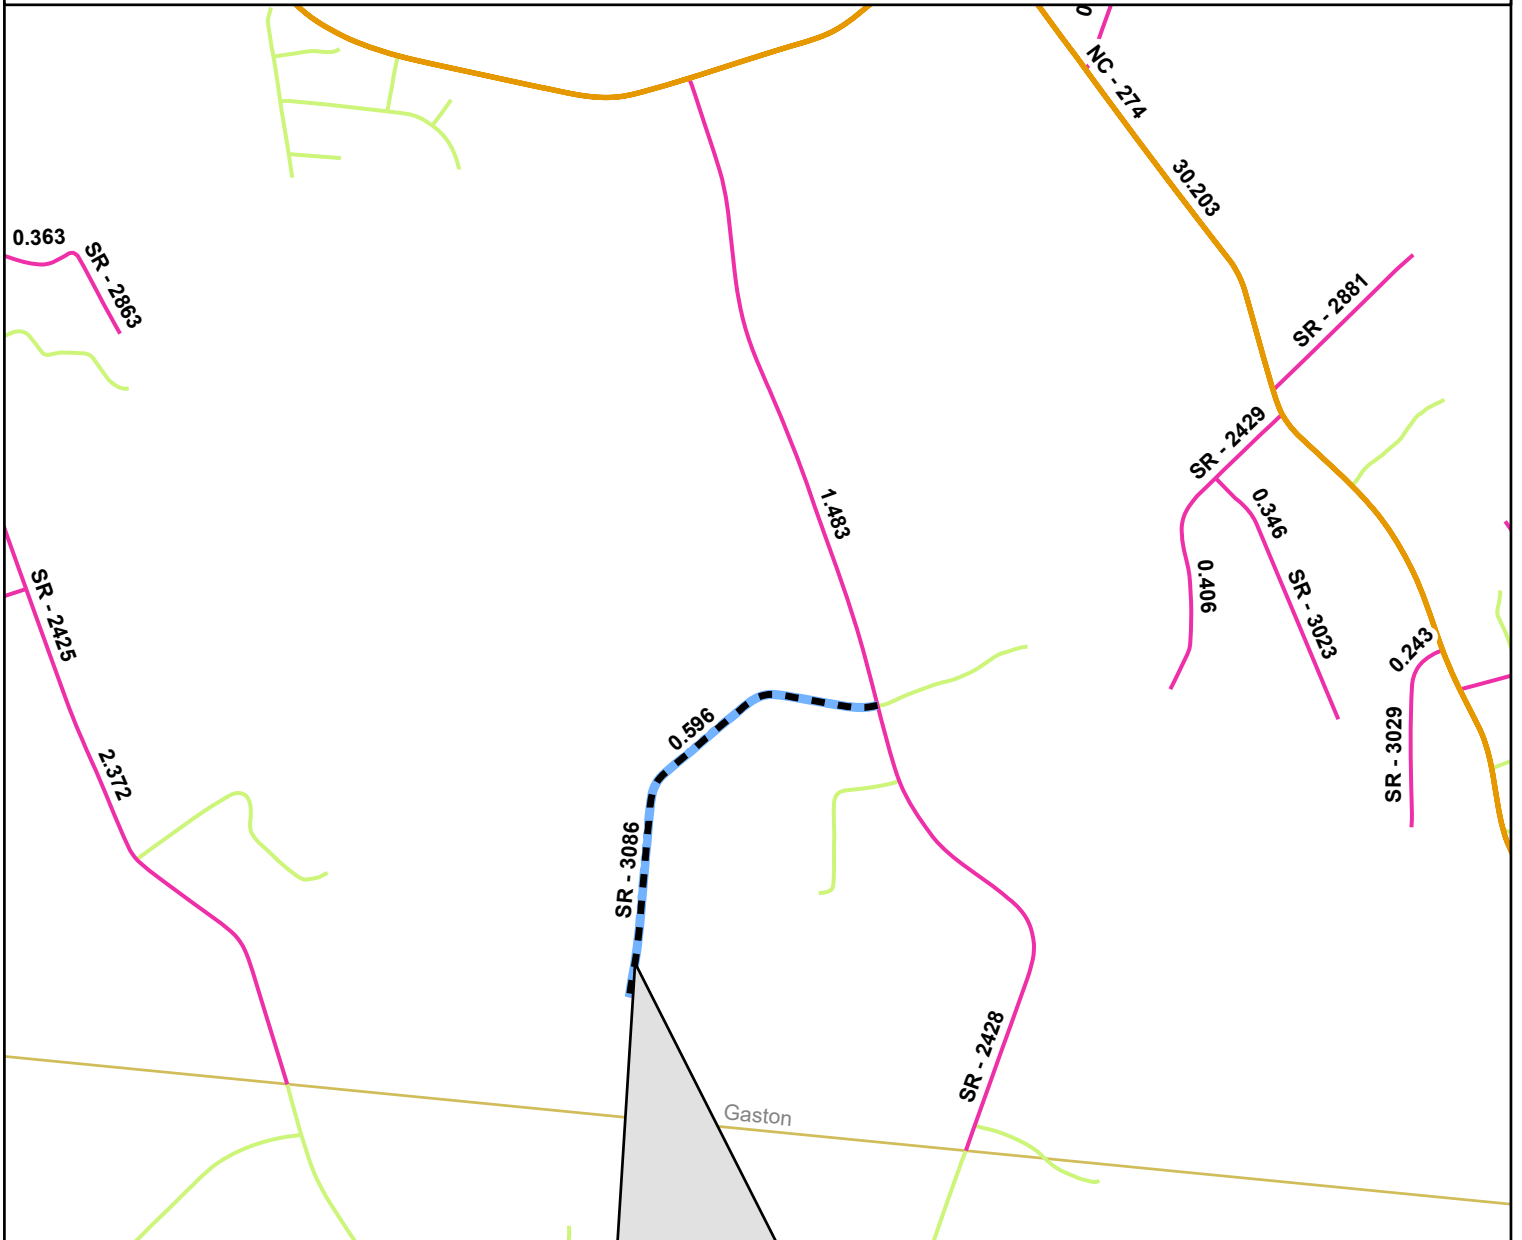 0
NC - 274
30.203
0.363
SR - 2863
SR - 2881
SR - 2429
1.483
0.346
0.406
SR - 2425
SR - 3023
0.243
0.596
SR - 3029
2.372
SR - 3086
SR - 2428
Gaston